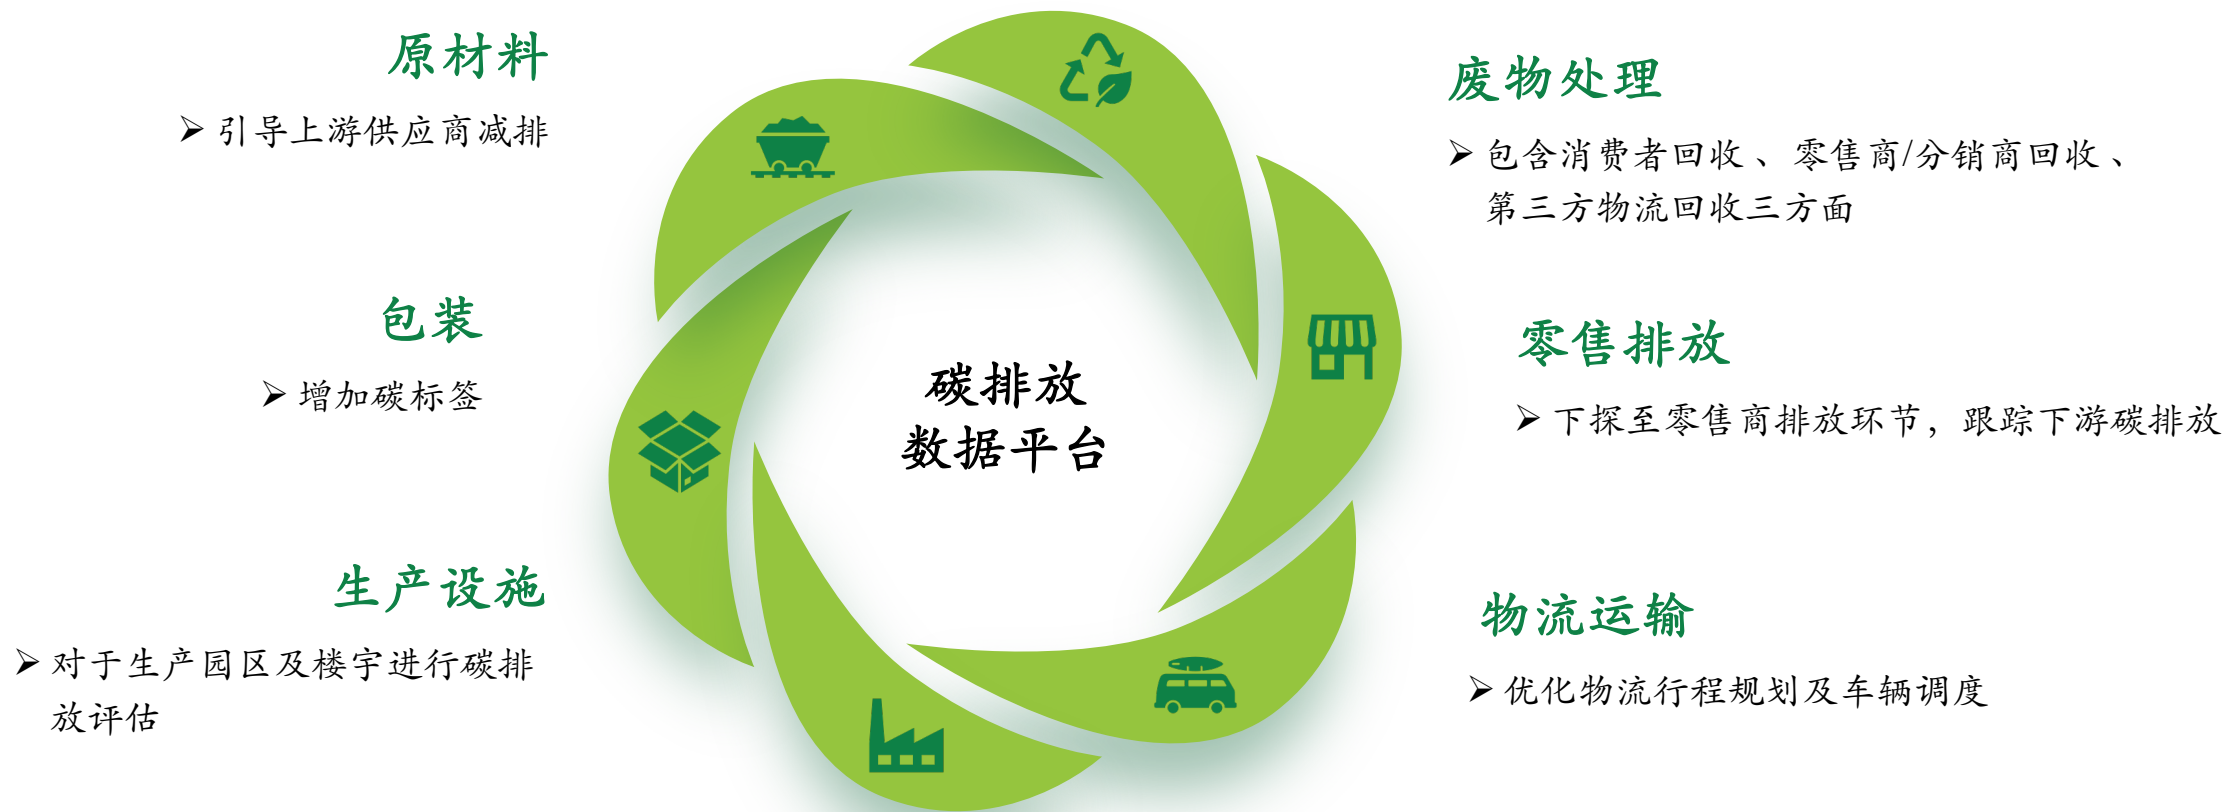 原材料
➢ 引导上游供应商减排
包装
➢ 增加碳标签
生产设施
➢ 对于生产园区及楼宇进行碳排
放评估
碳排放
数据平台
废物处理
➢ 包含消费者回收、零售商/分销商回收、
第三方物流回收三方面
零售排放
➢ 下探至零售商排放环节，跟踪下游碳排放
物流运输
➢ 优化物流行程规划及车辆调度